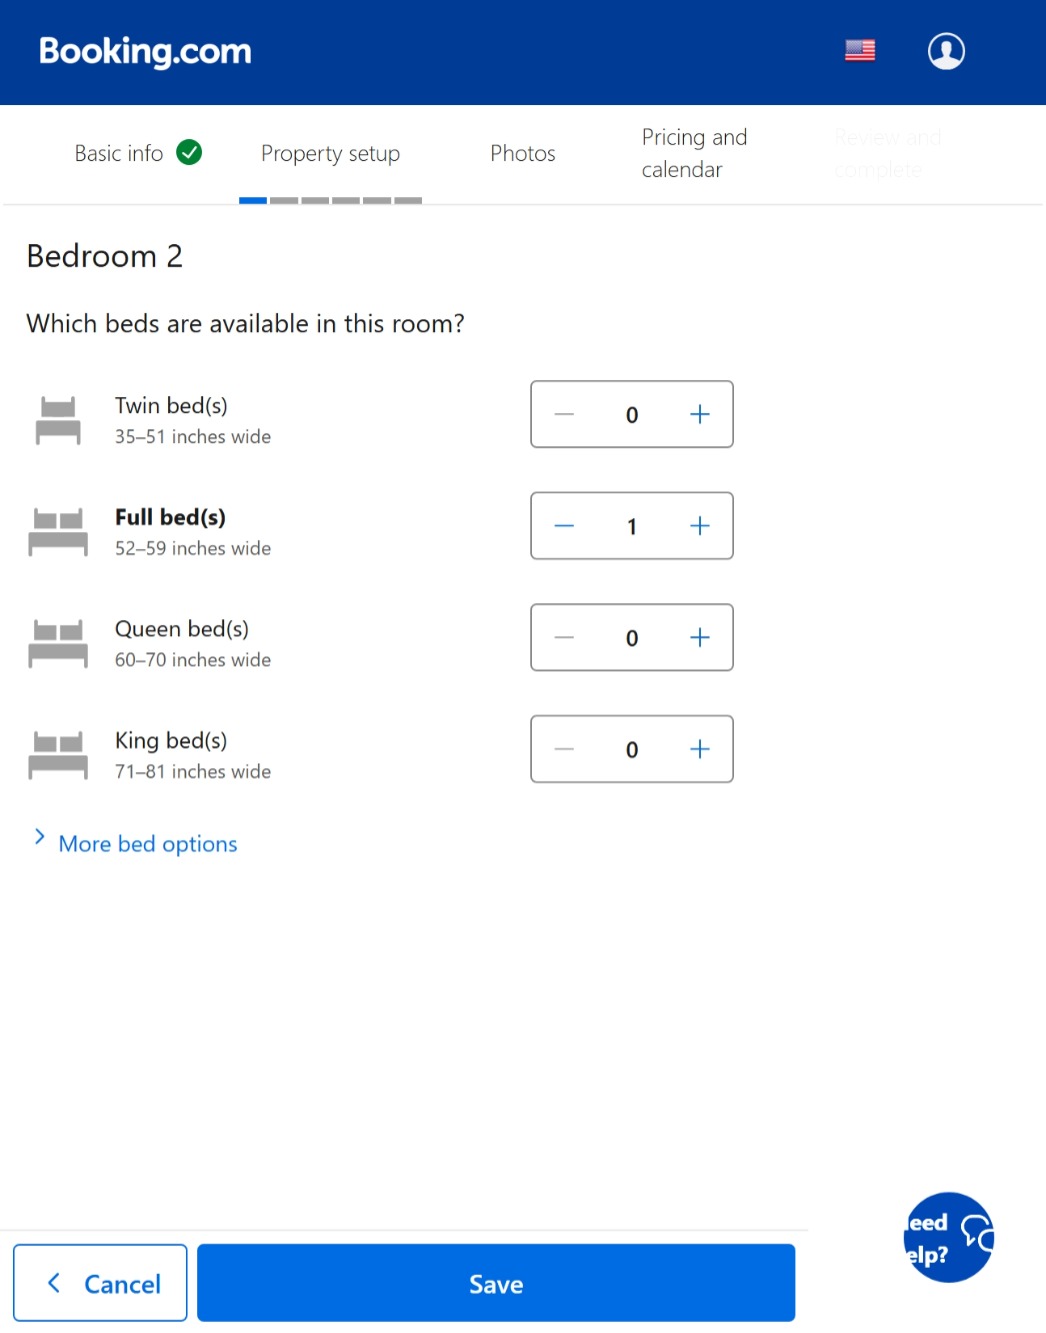 Booking.com
Basic info
Property setup
Photos
Pricing and
calendar
Review and
complete
Bedroom 2
Which beds are available in this room?
Twin bed(s)
35–51 inches wide
0
Full bed(s)
52–59 inches wide
1
Queen bed(s)
60–70 inches wide
0
King bed(s)
71–81 inches wide
0
More bed options
eed
elp?
Cancel
Save